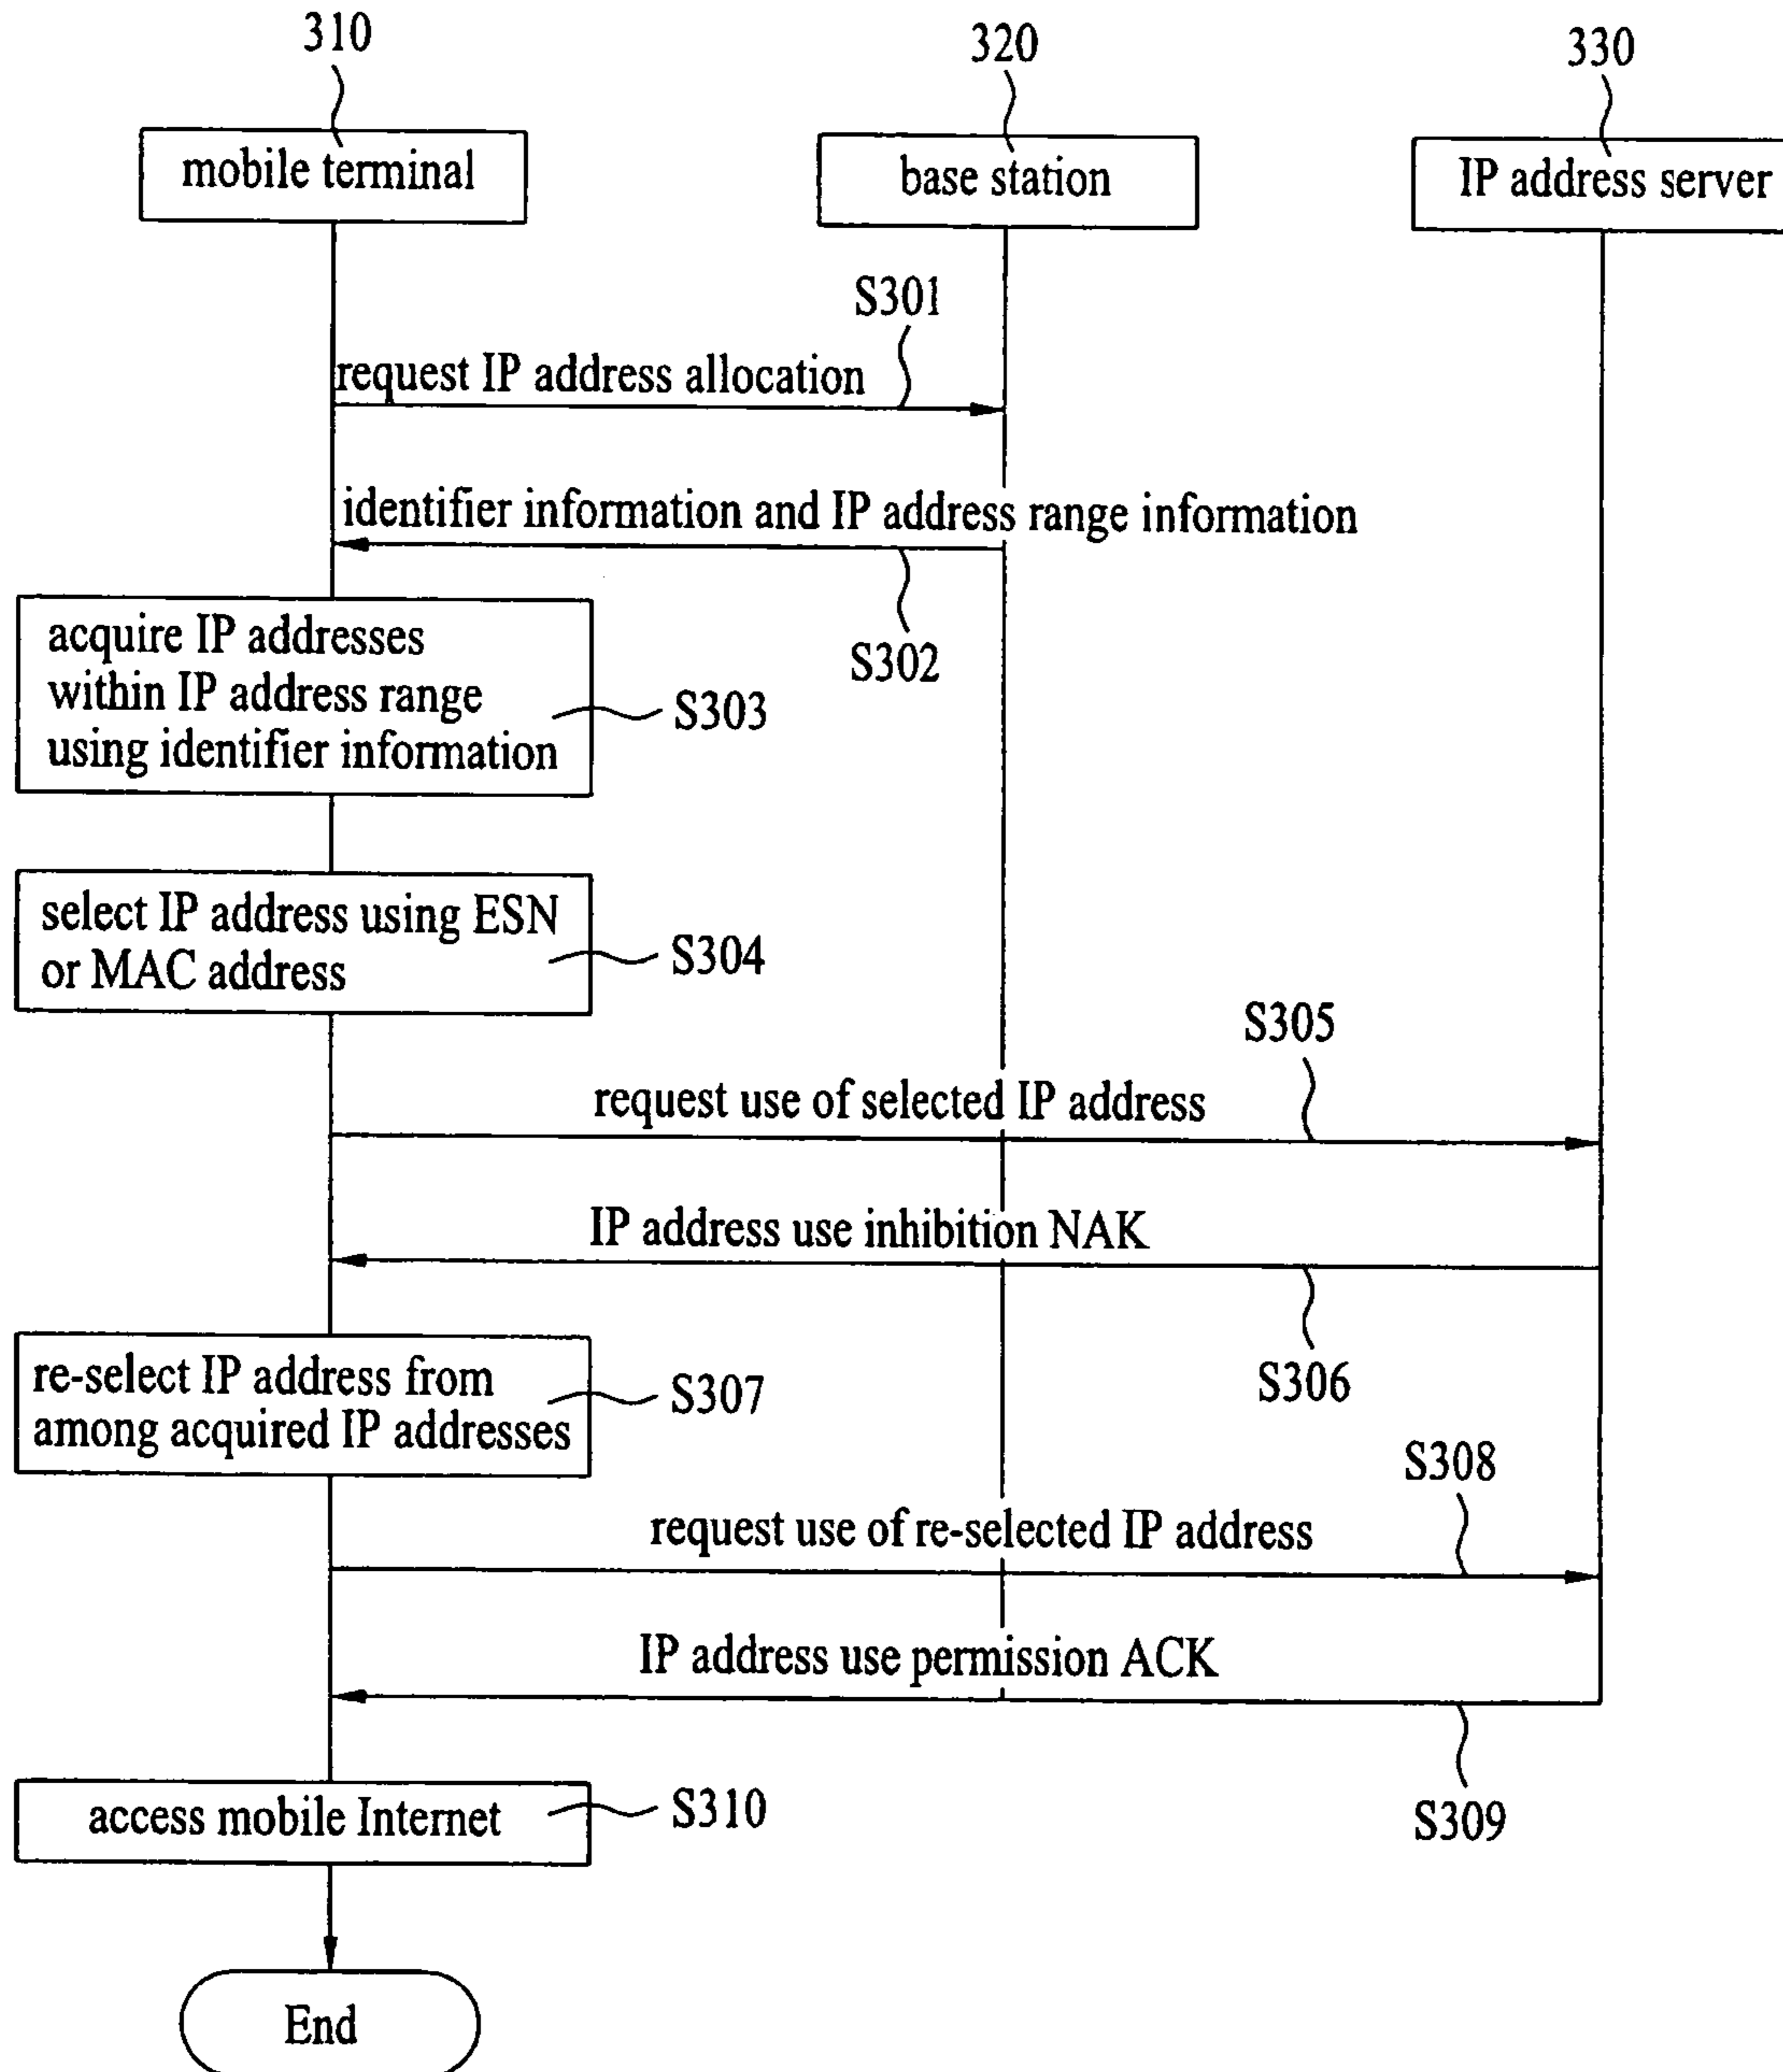 310
320
330
mobile terminal
base station
IP address server
S301
request IP address allocation
identifier information and IP address range information
S302
acquire IP addresses
within IP address range
using identifier information
S303
select IP address using ESN
or MAC address
S304
S305
request use of selected IP address
IP address use inhibition NAK
S306
re-select IP address from
among acquired IP addresses
S307
S308
request use of re-selected IP address
IP address use permission ACK
S309
access mobile Internet
S310
End